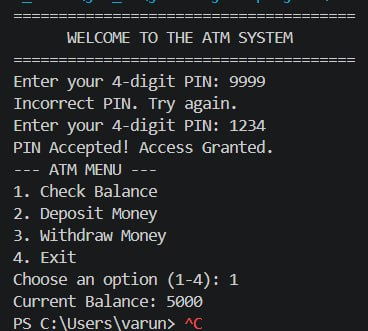 ======================================
WELCOME TO THE ATM SYSTEM
======================================
Enter your 4-digit PIN: 9999
Incorrect PIN. Try again.
Enter your 4-digit PIN: 1234
PIN Accepted! Access Granted.
--- ATM MENU ---
1. Check Balance
2. Deposit Money
3. Withdraw Money
4. Exit
Choose an option (1-4): 1
Current Balance: 5000
PS C:\Users\varun> ^C